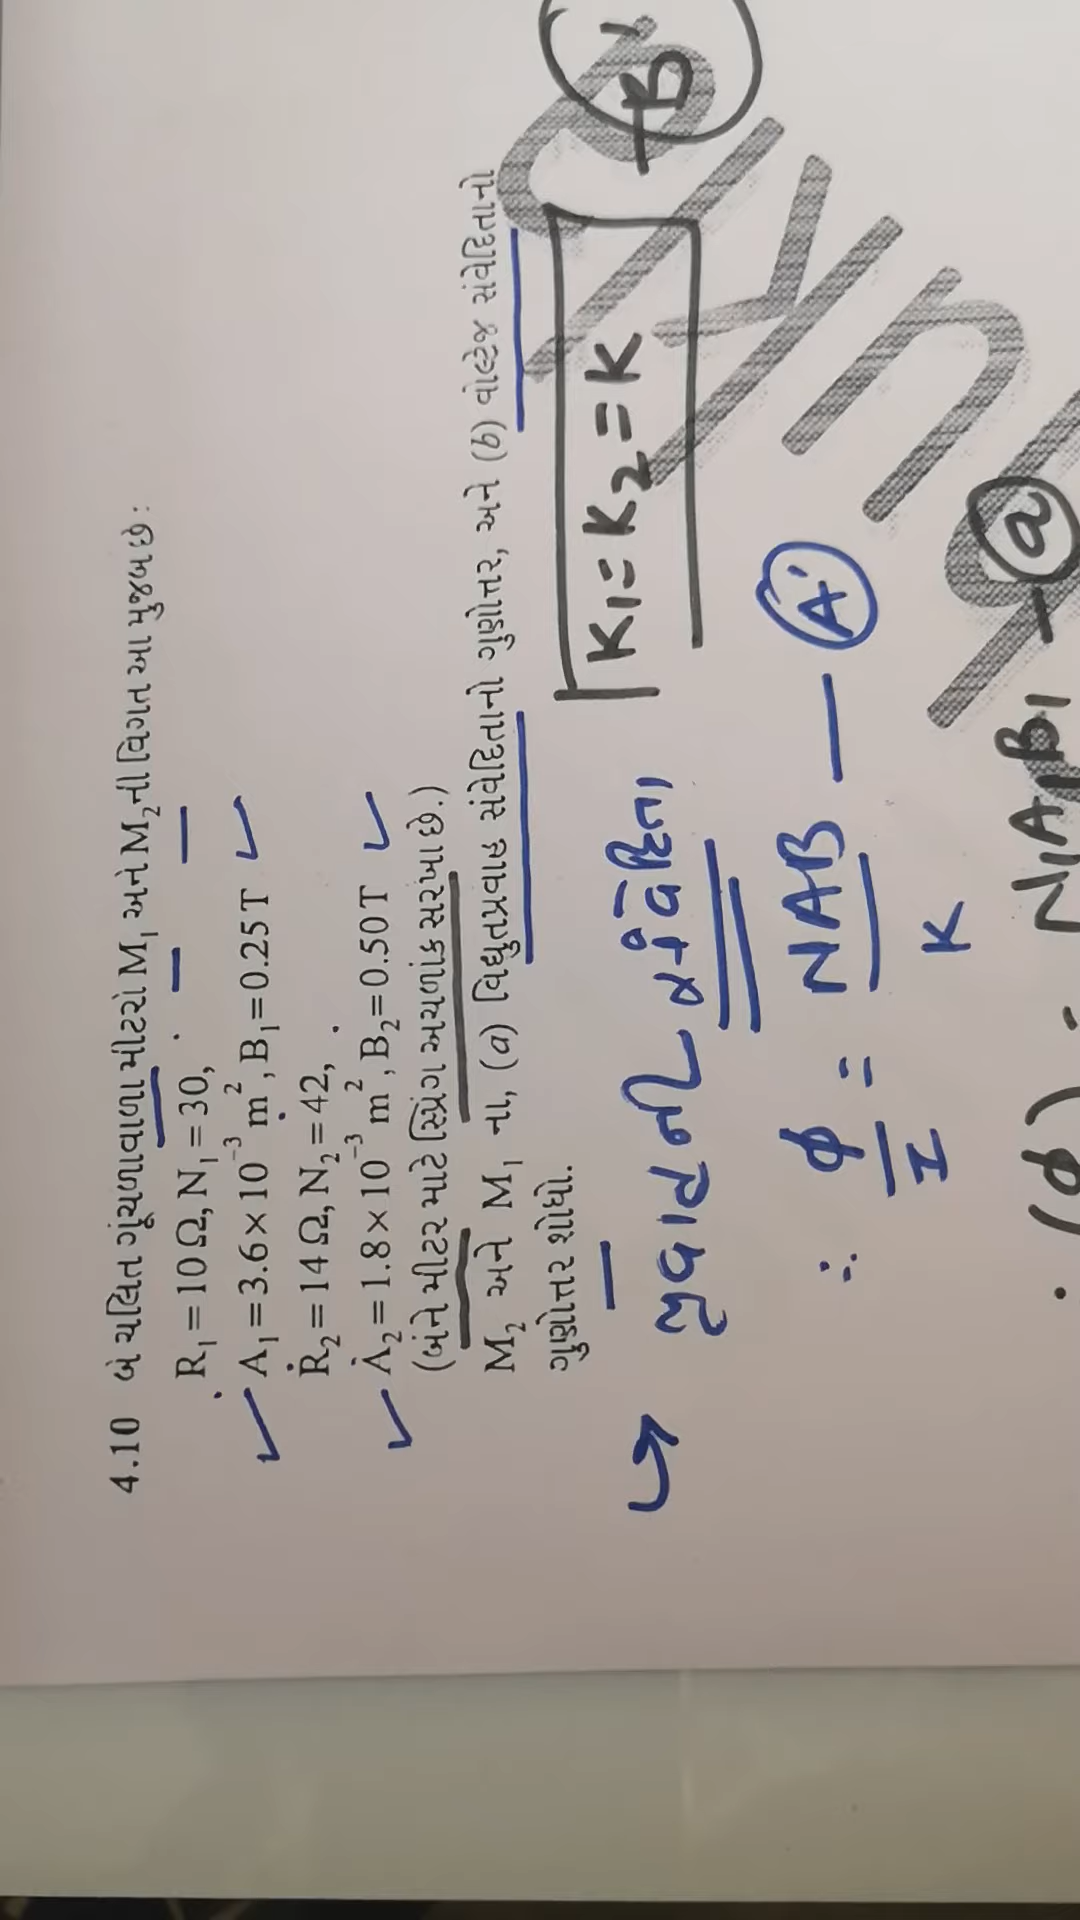 4.10 બે ચલિત ગૂંચળાવાળા મીટરો M₁ અને M₂ની વિગત આ મુજબ છે :
R₁ = 10 Ω, N₁ = 30,
A₁ = 3.6 × 10⁻³ m², B₁ = 0.25 T
R₂ = 14 Ω, N₂ = 42,
A₂ = 1.8 × 10⁻³ m², B₂ = 0.50 T
(બંને મીટર માટે સ્પ્રિંગ અચળાંક સરખા છે.)
M₂ અને M₁ ના, (a) વિદ્યુતપ્રવાહ સંવેદિતાનો ગુણોત્તર, અને (b) વોલ્ટેજ સંવેદિતાનો
ગુણોત્તર શોધો.
K₁ = K₂ = K — B'
પ્રવાહની સંવેદિતા
∴ ϕ/I = NAB/K — A'
(ϕ) N₁A₁B₁ — a